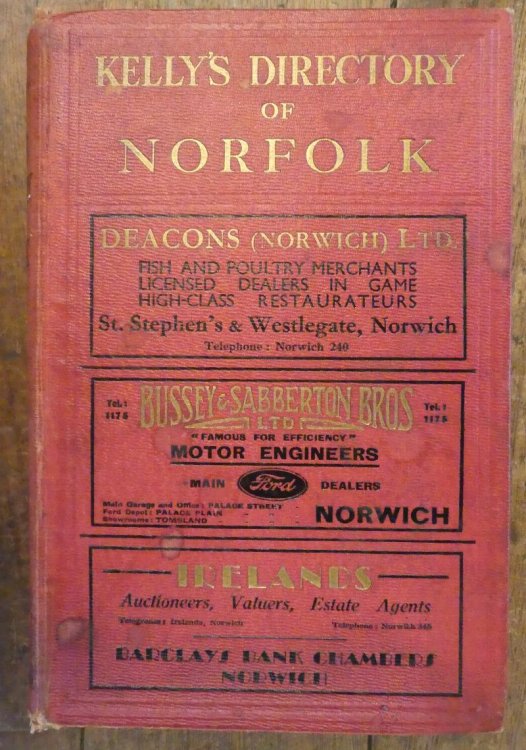 KELLY'S DIRECTORY
OF
NORFOLK
DEACONS (NORWICH) LTD.
FISH AND POULTRY MERCHANTS
LICENSED DEALERS IN GAME
HIGH-CLASS RESTAURATEURS
St. Stephen's & Westlegate, Norwich
Telephone: Norwich 240
Tel.: 1175
BUSSEY & SABBERTON BROS
LTD
Tel.: 1175
"FAMOUS FOR EFFICIENCY"
MOTOR ENGINEERS
MAIN Ford DEALERS
Main Garage and Office: PALACE STREET
Ford Depot: PALACE PLAIN
Showrooms: TOMBLAND
NORWICH
IRELANDS
Auctioneers, Valuers, Estate Agents
Telegrams: Irelands, Norwich Telephone: Norwich
BARCLAYS BANK CHAMBERS
NORWICH